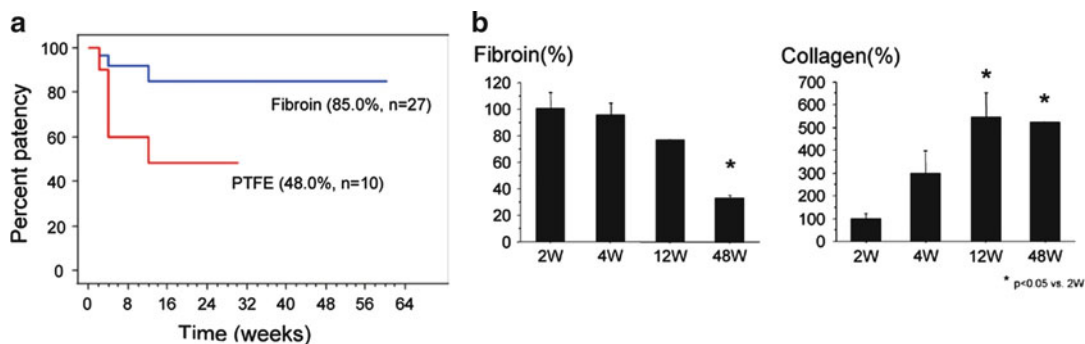 a
Percent patency
100
80
60
40
20
0
Fibroin (85.0%, n=27)
PTFE (48.0%, n=10)
0 8 16 24 32 40 48 56 64
Time (weeks)
b
Fibroin(%)
120
100
80
60
40
20
0
*
2W 4W 12W 48W
Collagen(%)
700
600
500
400
300
200
100
0
* *
2W 4W 12W 48W
* p<0.05 vs. 2W